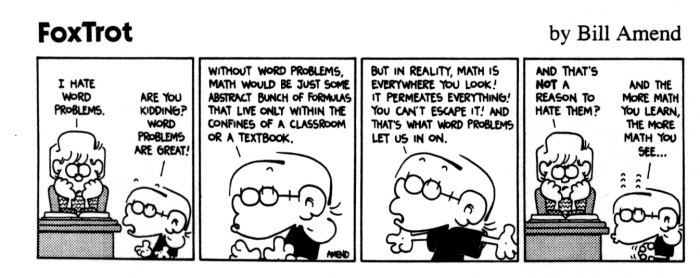 FoxTrot
by Bill Amend
I HATE
WORD
PROBLEMS.
ARE YOU
KIDDING?
WORD
PROBLEMS
ARE GREAT!
WITHOUT WORD PROBLEMS,
MATH WOULD BE JUST SOME
ABSTRACT BUNCH OF FORMULAS
THAT LIVE ONLY WITHIN THE
CONFINES OF A CLASSROOM
OR A TEXTBOOK.
AMEND
BUT IN REALITY, MATH IS
EVERYWHERE YOU LOOK!
IT PERMEATES EVERYTHING!
YOU CAN'T ESCAPE IT! AND
THAT'S WHAT WORD PROBLEMS
LET US IN ON.
AND THAT'S
NOT A
REASON TO
HATE THEM?
AND THE
MORE MATH
YOU LEARN,
THE MORE
MATH YOU
SEE...